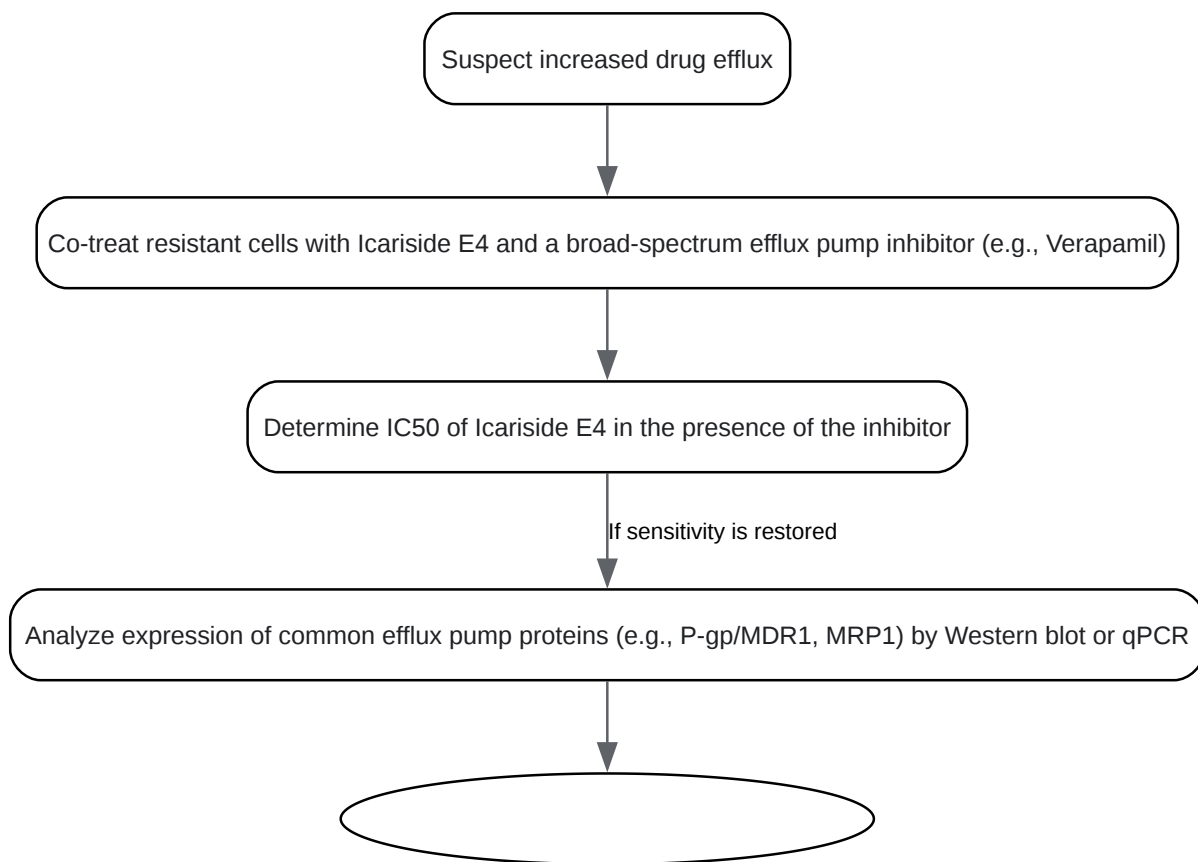 Suspect increased drug efflux
Co-treat resistant cells with Icariside E4 and a broad-spectrum efflux pump inhibitor (e.g., Verapamil)
Determine IC50 of Icariside E4 in the presence of the inhibitor
If sensitivity is restored
Analyze expression of common efflux pump proteins (e.g., P-gp/MDR1, MRP1) by Western blot or qPCR